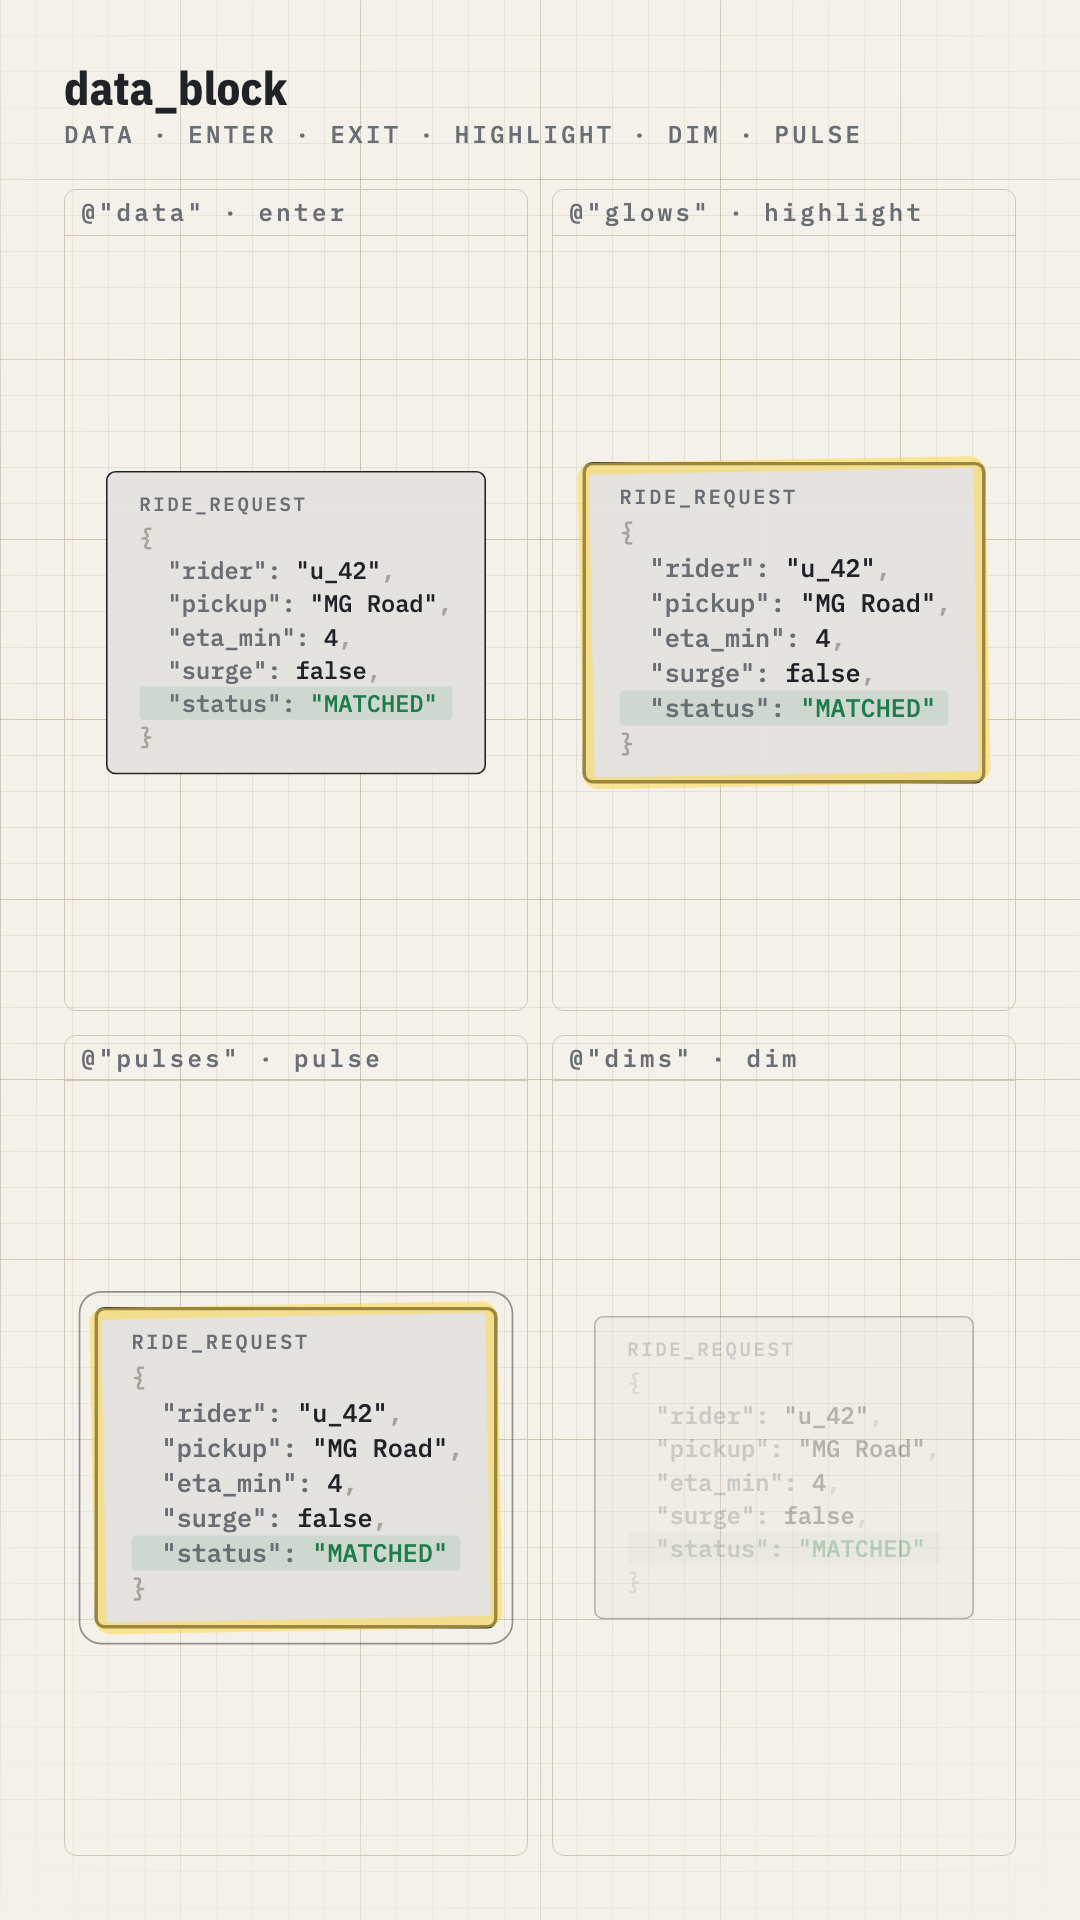 data_block
DATA · ENTER · EXIT · HIGHLIGHT · DIM · PULSE
@"data" · enter
RIDE_REQUEST
{
"rider": "u_42",
"pickup": "MG Road",
"eta_min": 4,
"surge": false,
"status": "MATCHED"
}
@"glows" · highlight
RIDE_REQUEST
{
"rider": "u_42",
"pickup": "MG Road",
"eta_min": 4,
"surge": false,
"status": "MATCHED"
}
@"pulses" · pulse
RIDE_REQUEST
{
"rider": "u_42",
"pickup": "MG Road",
"eta_min": 4,
"surge": false,
"status": "MATCHED"
}
@"dims" · dim
RIDE_REQUEST
{
"rider": "u_42",
"pickup": "MG Road",
"eta_min": 4,
"surge": false,
"status": "MATCHED"
}